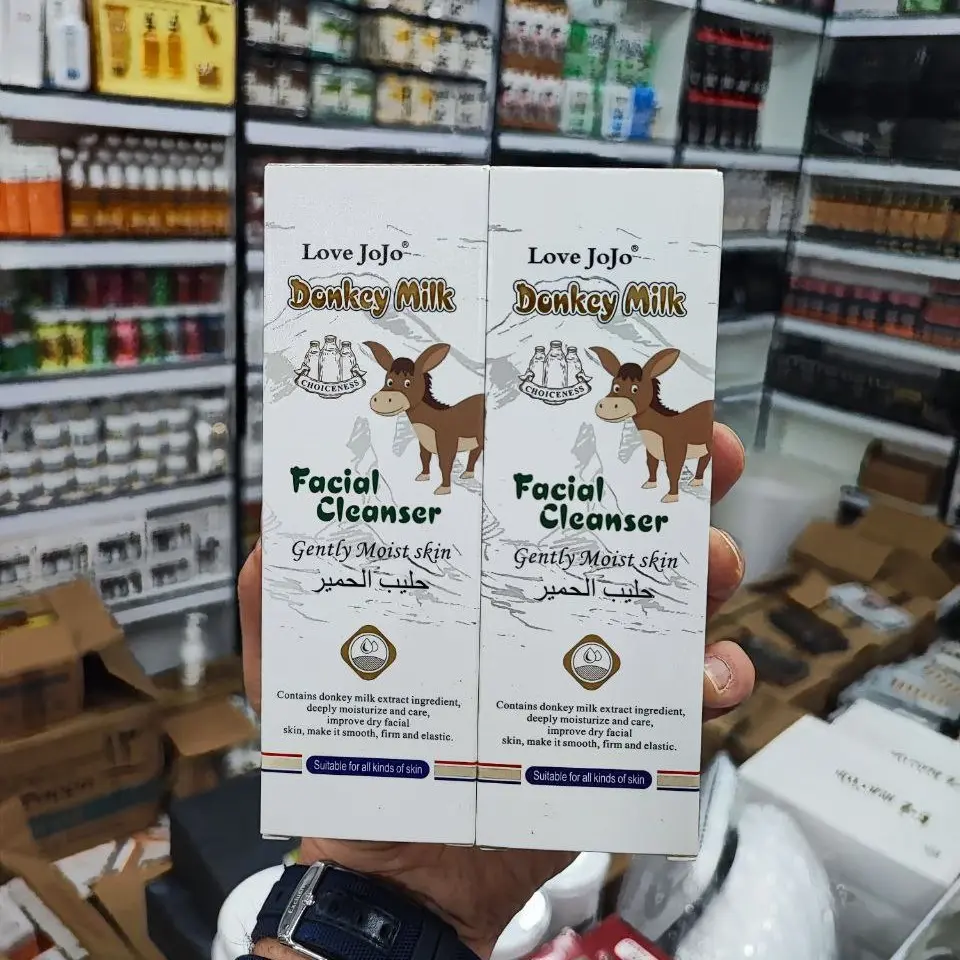 Love JoJo®
Donkey Milk
CHOICENESS
Facial
Cleanser
Gently Moist skin
حليب الحمير
Contains donkey milk extract ingredient,
deeply moisturize and care,
improve dry facial
skin, make it smooth, firm and elastic.
Suitable for all kinds of skin
Love JoJo®
Donkey Milk
CHOICENESS
Facial
Cleanser
Gently Moist skin
حليب الحمير
Contains donkey milk extract ingredient,
deeply moisturize and care,
improve dry facial
skin, make it smooth, firm and elastic.
Suitable for all kinds of skin